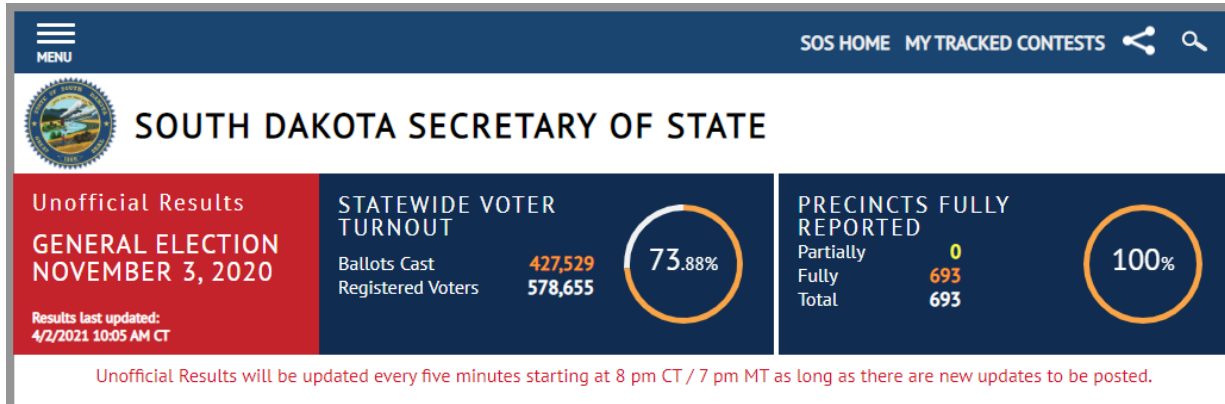 MENU
SOS HOME MY TRACKED CONTESTS
SOUTH DAKOTA SECRETARY OF STATE
Unofficial Results
GENERAL ELECTION
NOVEMBER 3, 2020
Results last updated:
4/2/2021 10:05 AM CT
STATEWIDE VOTER
TURNOUT
Ballots Cast 427,529
Registered Voters 578,655
73.88%
PRECINCTS FULLY
REPORTED
Partially 0
Fully 693
Total 693
100%
Unofficial Results will be updated every five minutes starting at 8 pm CT / 7 pm MT as long as there are new updates to be posted.